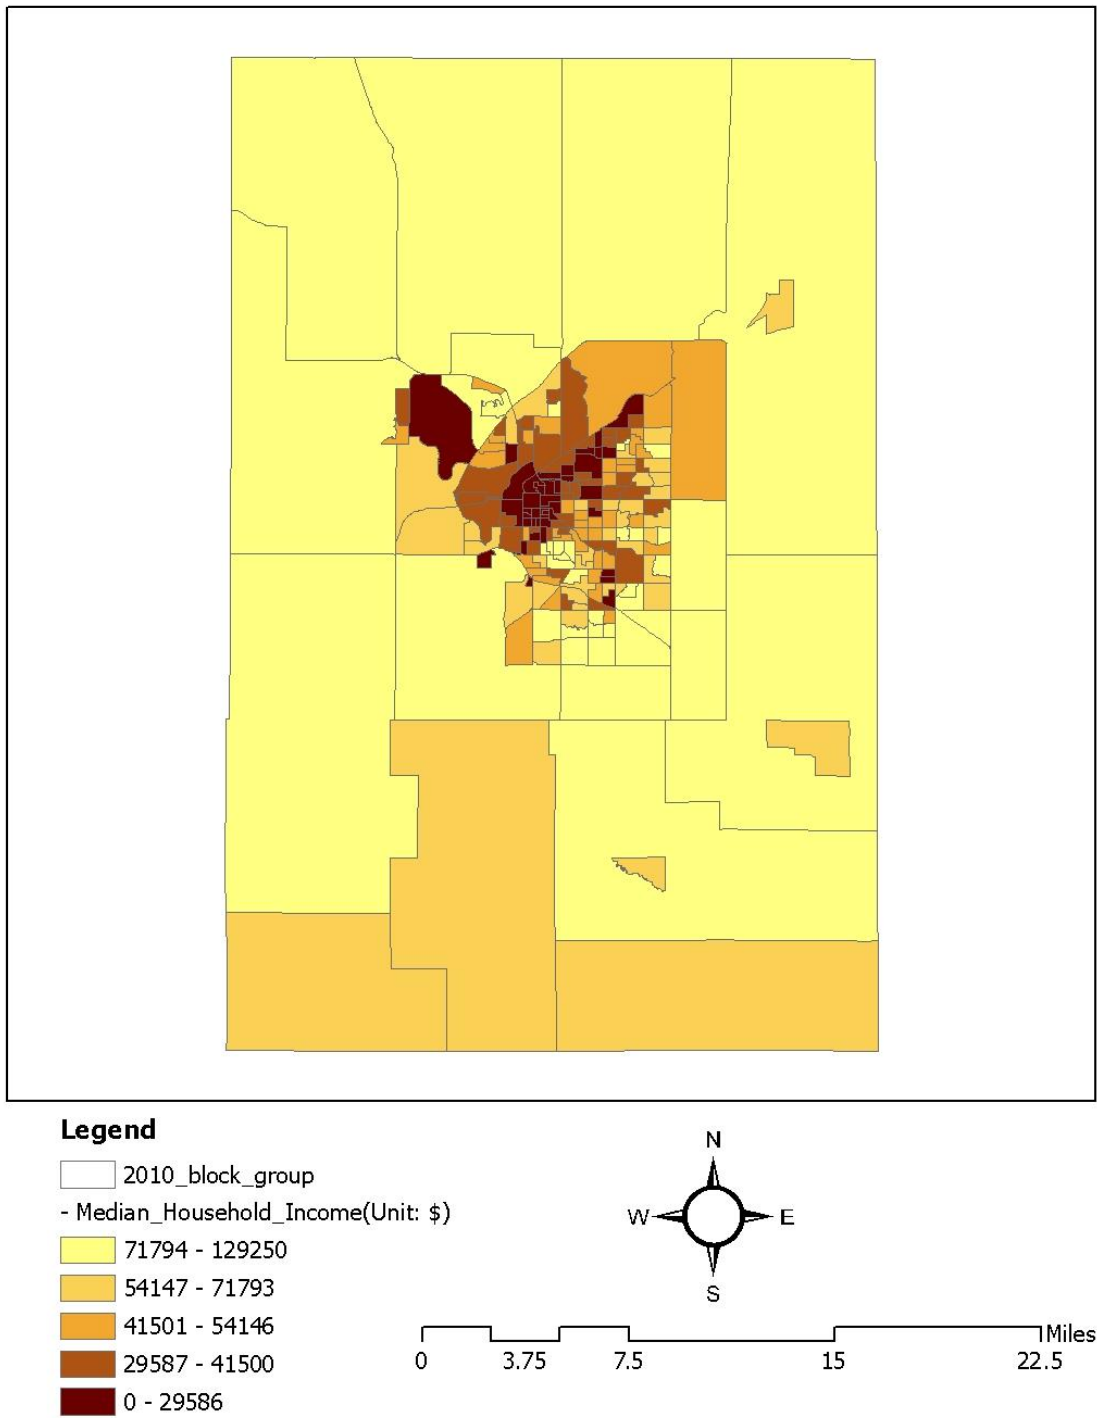 Legend
2010_block_group
- Median_Household_Income(Unit: $)
71794 - 129250
54147 - 71793
41501 - 54146
29587 - 41500
0 - 29586
N
W E
S
Miles
0 3.75 7.5 15 22.5